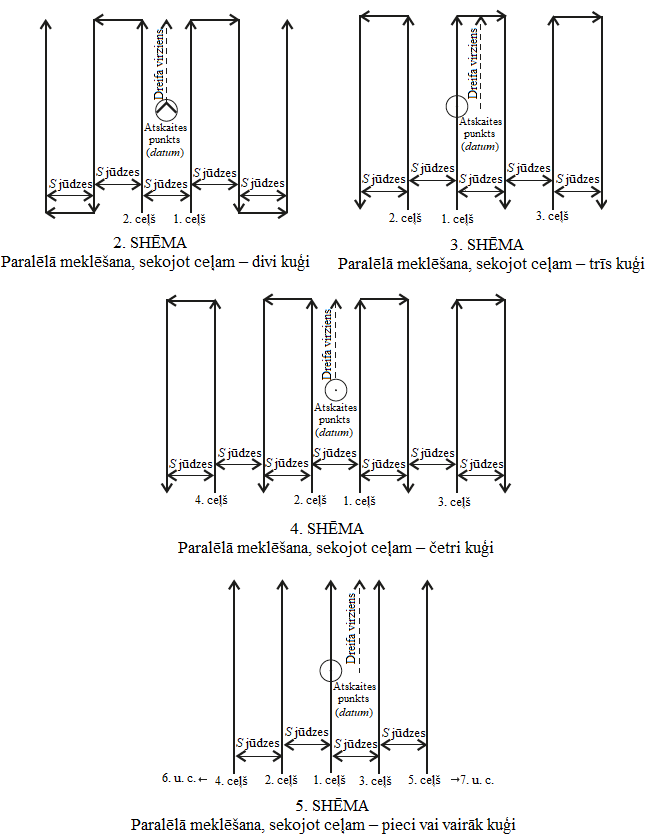 Dreifa virziens
Atskaites
punkts
(datum)
S jūdzes
S jūdzes
S jūdzes
S jūdzes
S jūdzes
2. ceļš
1. ceļš
2. SHĒMA
Paralēlā meklēšana, sekojot ceļam – divi kuģi
Dreifa virziens
Atskaites
punkts
(datum)
S jūdzes
S jūdzes
S jūdzes
S jūdzes
S jūdzes
2. ceļš
1. ceļš
3. ceļš
3. SHĒMA
Paralēlā meklēšana, sekojot ceļam – trīs kuģi
Dreifa virziens
Atskaites
punkts
(datum)
S jūdzes
S jūdzes
S jūdzes
S jūdzes
S jūdzes
S jūdzes
S jūdzes
4. ceļš
2. ceļš
1. ceļš
3. ceļš
4. SHĒMA
Paralēlā meklēšana, sekojot ceļam – četri kuģi
Dreifa virziens
Atskaites
punkts
(datum)
S jūdzes
S jūdzes
S jūdzes
S jūdzes
6. u. c. ← 4. ceļš
2. ceļš
1. ceļš
3. ceļš
5. ceļš →7. u. c.
5. SHĒMA
Paralēlā meklēšana, sekojot ceļam – pieci vai vairāk kuģi